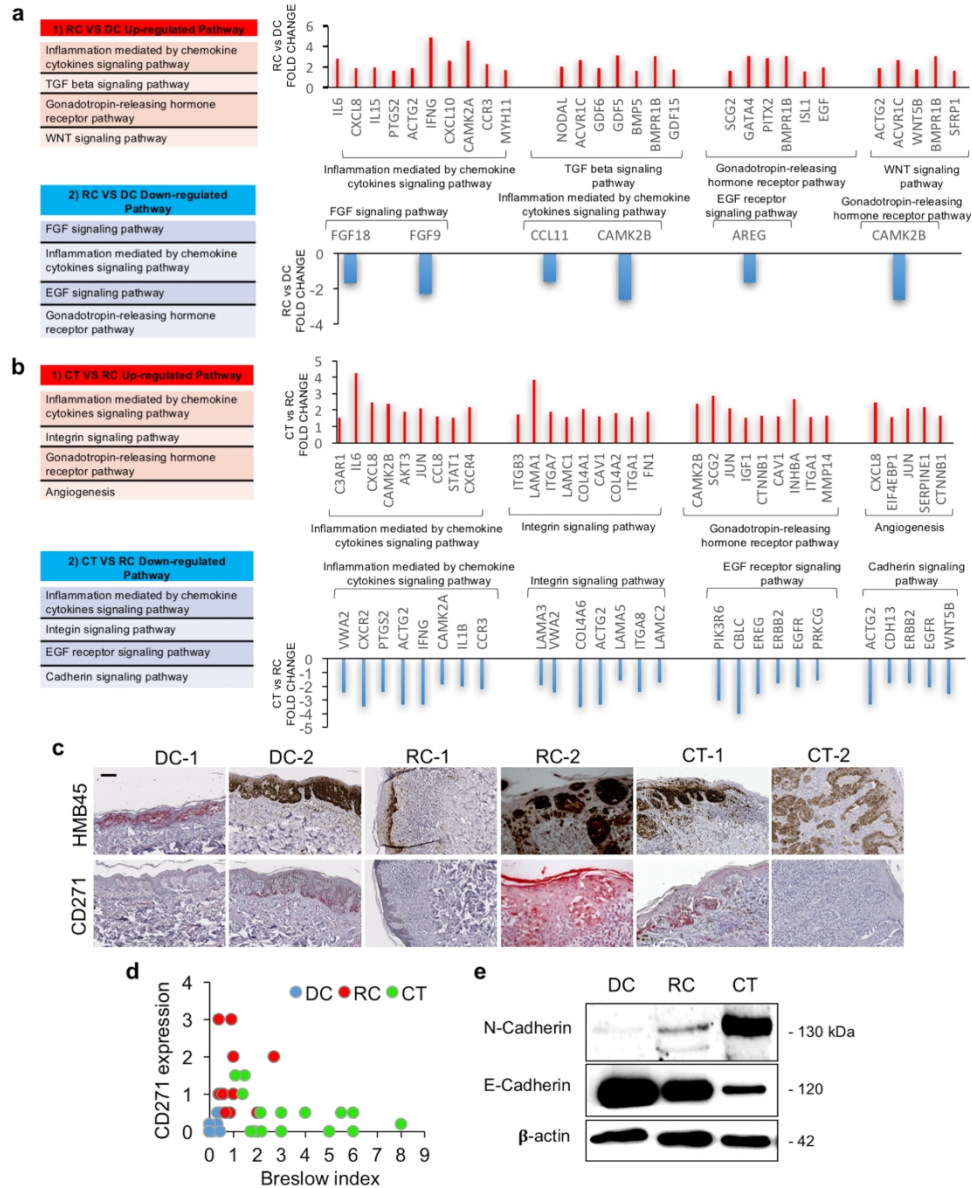 a
1) RC VS DC Up-regulated Pathway
Inflammation mediated by chemokine
cytokines signaling pathway
TGF beta signaling pathway
Gonadotropin-releasing hormone
receptor pathway
WNT signaling pathway
RC vs DC
FOLD CHANGE
6
4
2
0
IL6
CXCL8
IL15
PTGS2
ACTG2
IFNG
CXCL10
CAMK2A
CCR3
MYH11
NODAL
ACVR1C
GDF6
GDF5
BMP5
BMPR1B
GDF15
SCG2
GATA4
PITX2
BMPR1B
ISL1
EGF
ACTG2
ACVR1C
WNT5B
BMPR1B
SFRP1
Inflammation mediated by chemokine
cytokines signaling pathway
TGF beta signaling
pathway
Gonadotropin-releasing
hormone receptor pathway
WNT signaling
pathway
2) RC VS DC Down-regulated
Pathway
FGF signaling pathway
Inflammation mediated by chemokine
cytokines signaling pathway
EGF signaling pathway
Gonadotropin-releasing hormone
receptor pathway
FGF signaling pathway
Inflammation mediated by chemokine
cytokines signaling pathway
EGF receptor
signaling pathway
Gonadotropin-releasing
hormone receptor pathway
FGF18
FGF9
CCL11
CAMK2B
AREG
CAMK2B
RC vs DC
FOLD CHANGE
0
-2
-4
b
1) CT VS RC Up-regulated Pathway
Inflammation mediated by chemokine
cytokines signaling pathway
Integrin signaling pathway
Gonadotropin-releasing hormone
receptor pathway
Angiogenesis
CT vs RC
FOLD CHANGE
5
4
3
2
1
0
C3AR1
IL6
CXCL8
CAMK2B
AKT3
JUN
CCL8
STAT1
CXCR4
ITGB3
LAMA1
ITGA7
LAMC1
COL4A1
CAV1
COL4A2
ITGA1
FN1
CAMK2B
SCG2
JUN
IGF1
CTNNB1
CAV1
INHBA
ITGA1
MMP14
CXCL8
EIF4EBP1
JUN
SERPINE1
CTNNB1
Inflammation mediated by chemokine
cytokines signaling pathway
Integrin signaling pathway
Gonadotropin-releasing
hormone receptor pathway
Angiogenesis
2) CT VS RC Down-regulated
Pathway
Inflammation mediated by chemokine
cytokines signaling pathway
Integin signaling pathway
EGF receptor signaling pathway
Cadherin signaling pathway
Inflammation mediated by chemokine
cytokines signaling pathway
Integrin signaling pathway
EGF receptor signaling
pathway
Cadherin signaling
pathway
VWA2
CXCR2
PTGS2
ACTG2
IFNG
CAMK2A
IL1B
CCR3
LAMA3
VWA2
COL4A6
ACTG2
LAMA5
ITGA8
LAMC2
PIK3R6
CBLC
EREG
ERBB2
EGFR
PRKCG
ACTG2
CDH13
ERBB2
EGFR
WNT5B
CT vs RC
FOLD CHANGE
0
-1
-2
-3
-4
-5
c
DC-1
DC-2
RC-1
RC-2
CT-1
CT-2
HMB45
CD271
d
DC
RC
CT
CD271 expression
4
3
2
1
0
0 1 2 3 4 5 6 7 8 9
Breslow index
e
DC
RC
CT
N-Cadherin
- 130 kDa
E-Cadherin
- 120
β-actin
- 42